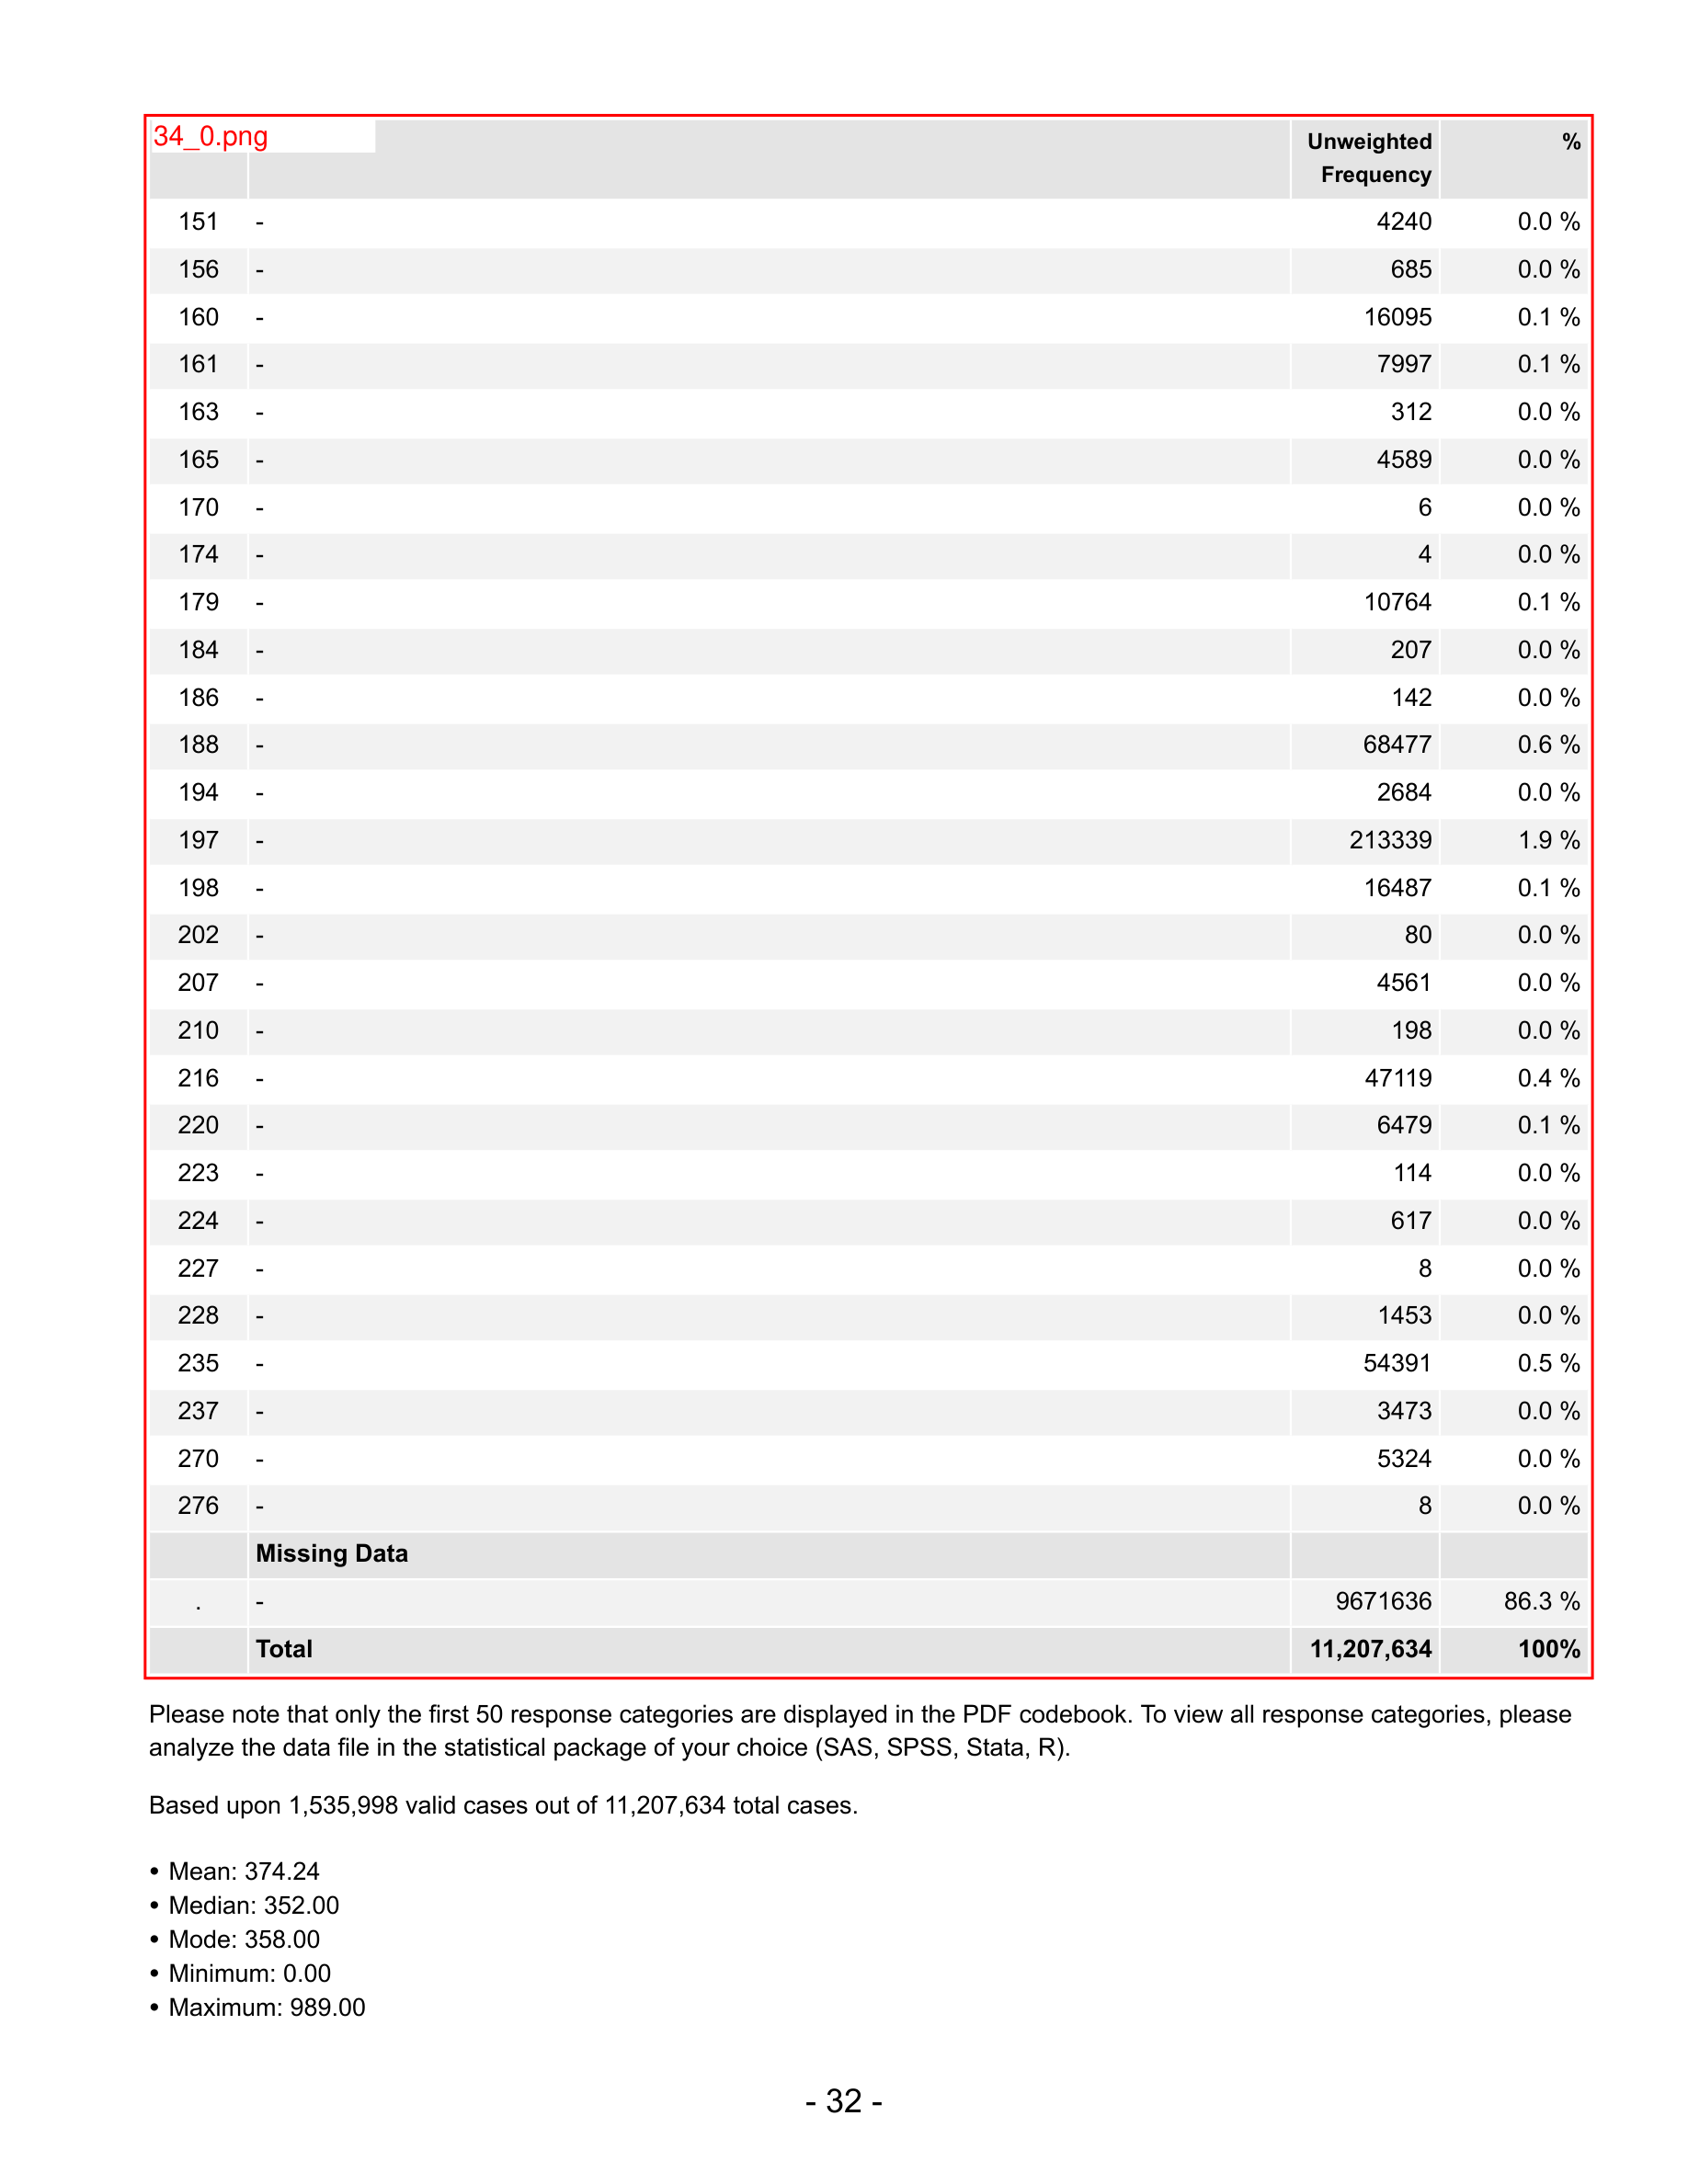 34_0.png
Unweighted Frequency %
151 - 4240 0.0 %
156 - 685 0.0 %
160 - 16095 0.1 %
161 - 7997 0.1 %
163 - 312 0.0 %
165 - 4589 0.0 %
170 - 6 0.0 %
174 - 4 0.0 %
179 - 10764 0.1 %
184 - 207 0.0 %
186 - 142 0.0 %
188 - 68477 0.6 %
194 - 2684 0.0 %
197 - 213339 1.9 %
198 - 16487 0.1 %
202 - 80 0.0 %
207 - 4561 0.0 %
210 - 198 0.0 %
216 - 47119 0.4 %
220 - 6479 0.1 %
223 - 114 0.0 %
224 - 617 0.0 %
227 - 8 0.0 %
228 - 1453 0.0 %
235 - 54391 0.5 %
237 - 3473 0.0 %
270 - 5324 0.0 %
276 - 8 0.0 %
Missing Data
. - 9671636 86.3 %
Total 11,207,634 100%
Please note that only the first 50 response categories are displayed in the PDF codebook. To view all response categories, please
analyze the data file in the statistical package of your choice (SAS, SPSS, Stata, R).
Based upon 1,535,998 valid cases out of 11,207,634 total cases.
• Mean: 374.24
• Median: 352.00
• Mode: 358.00
• Minimum: 0.00
• Maximum: 989.00
- 32 -